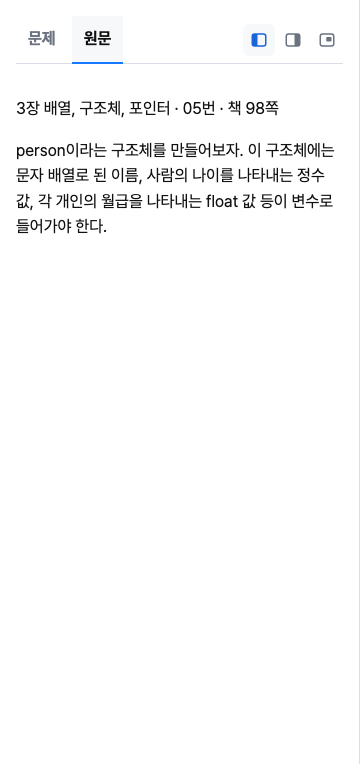 문제 원문
3장 배열, 구조체, 포인터 · 05번 · 책 98쪽
person이라는 구조체를 만들어보자. 이 구조체에는
문자 배열로 된 이름, 사람의 나이를 나타내는 정수
값, 각 개인의 월급을 나타내는 float 값 등이 변수로
들어가야 한다.